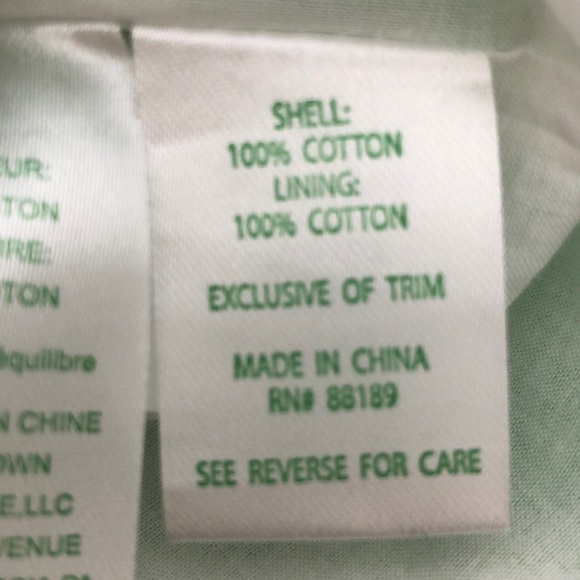 SHELL:
100% COTTON
LINING:
100% COTTON
EXCLUSIVE OF TRIM
MADE IN CHINA
RN# 88189
SEE REVERSE FOR CARE
EUR:
TON
RE:
TON
équilibre
N CHINE
OWN
E,LLC
VENUE